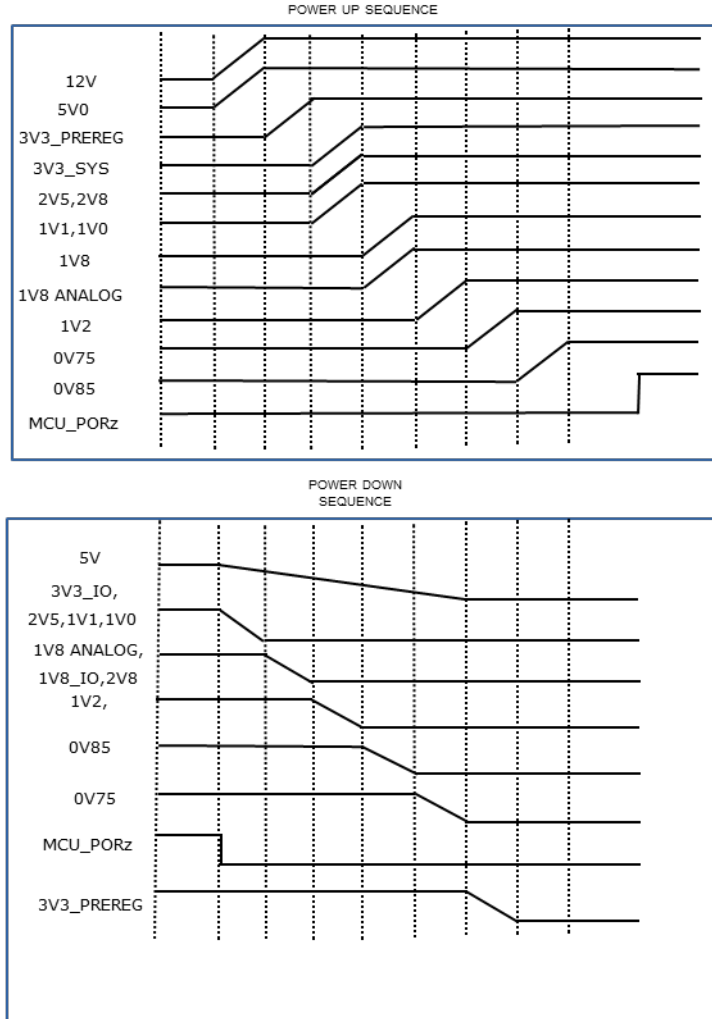 POWER UP SEQUENCE
12V
5V0
3V3_PREREG
3V3_SYS
2V5,2V8
1V1,1V0
1V8
1V8 ANALOG
1V2
0V75
0V85
MCU_PORz
POWER DOWN
SEQUENCE
5V
3V3_IO,
2V5,1V1,1V0
1V8 ANALOG,
1V8_IO,2V8
1V2,
0V85
0V75
MCU_PORz
3V3_PREREG